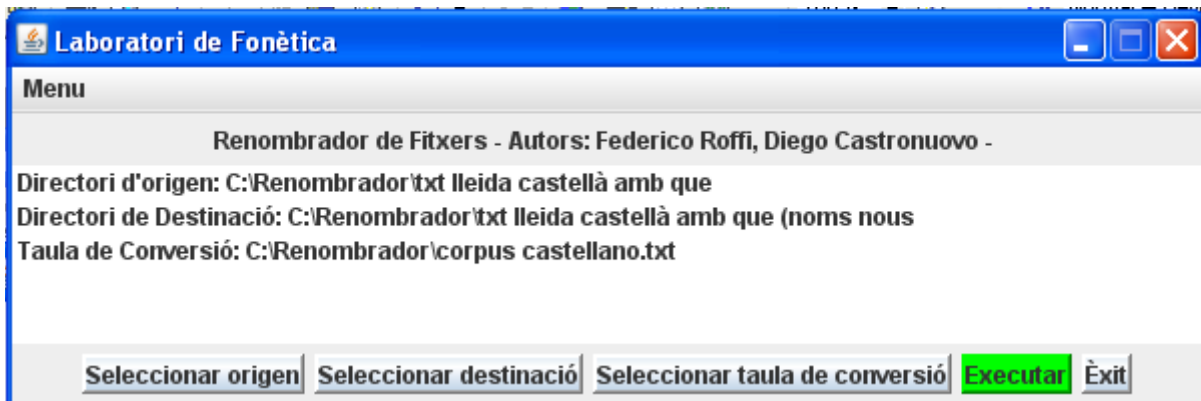 Laboratori de Fonètica
Menu
Renombrador de Fitxers - Autors: Federico Roffi, Diego Castronuovo -
Directori d'origen: C:\Renombrador\txt lleida castellà amb que
Directori de Destinació: C:\Renombrador\txt lleida castellà amb que (noms nous
Taula de Conversió: C:\Renombrador\corpus castellano.txt
Seleccionar origen Seleccionar destinació Seleccionar taula de conversió Executar Èxit